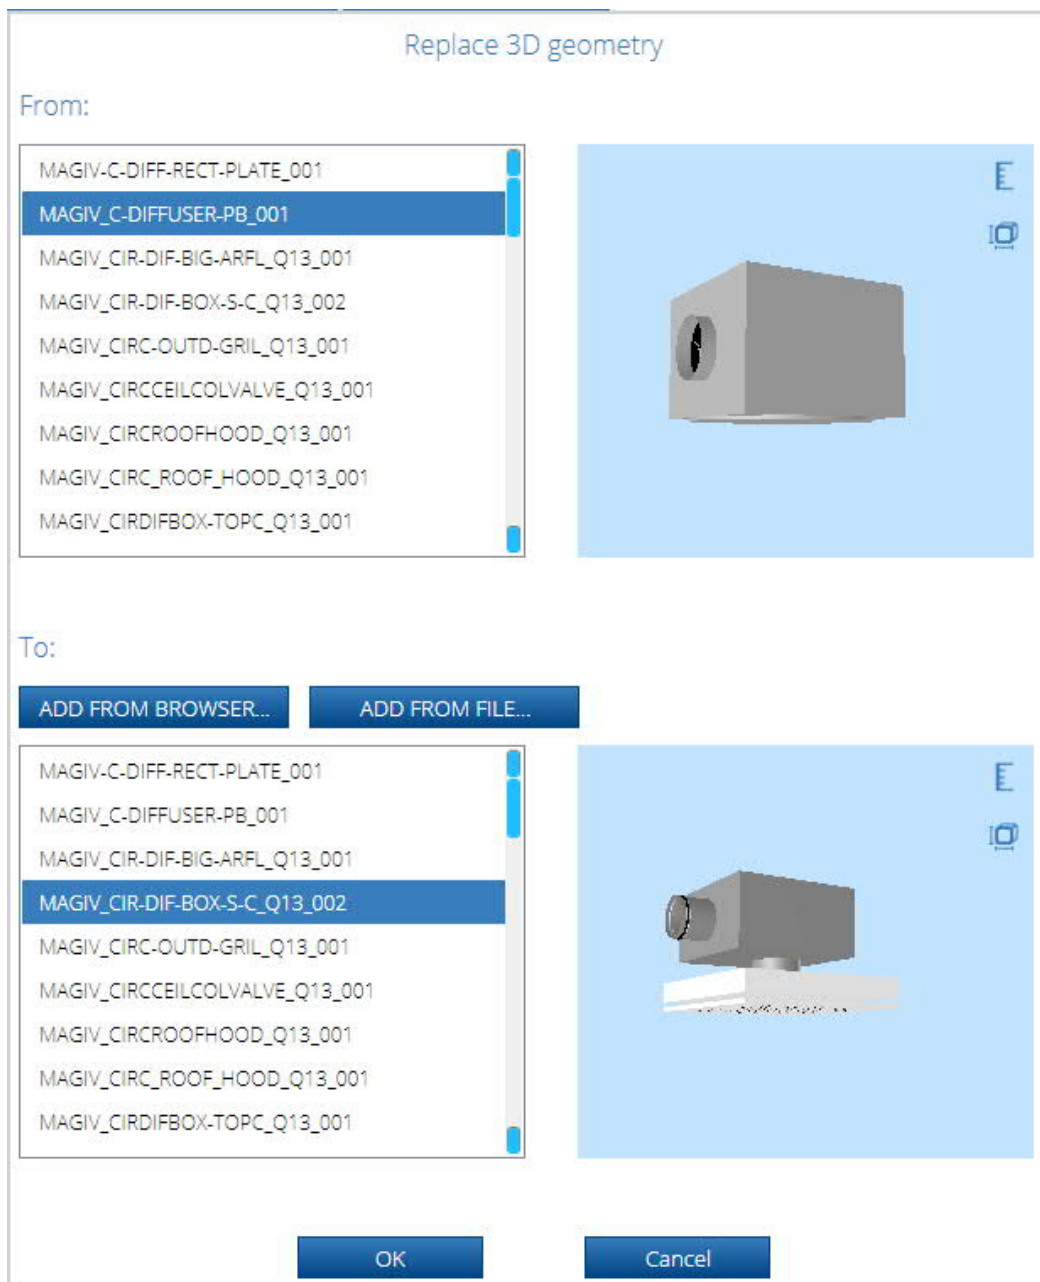 Replace 3D geometry
From:
MAGIV-C-DIFF-RECT-PLATE_001
MAGIV_C-DIFFUSER-PB_001
MAGIV_CIR-DIF-BIG-ARFL_Q13_001
MAGIV_CIR-DIF-BOX-S-C_Q13_002
MAGIV_CIRC-OUTD-GRIL_Q13_001
MAGIV_CIRCCEILCOLVALVE_Q13_001
MAGIV_CIRCROOFHOOD_Q13_001
MAGIV_CIRC_ROOF_HOOD_Q13_001
MAGIV_CIRDIFBOX-TOPC_Q13_001
To:
ADD FROM BROWSER... ADD FROM FILE...
MAGIV-C-DIFF-RECT-PLATE_001
MAGIV_C-DIFFUSER-PB_001
MAGIV_CIR-DIF-BIG-ARFL_Q13_001
MAGIV_CIR-DIF-BOX-S-C_Q13_002
MAGIV_CIRC-OUTD-GRIL_Q13_001
MAGIV_CIRCCEILCOLVALVE_Q13_001
MAGIV_CIRCROOFHOOD_Q13_001
MAGIV_CIRC_ROOF_HOOD_Q13_001
MAGIV_CIRDIFBOX-TOPC_Q13_001
OK Cancel